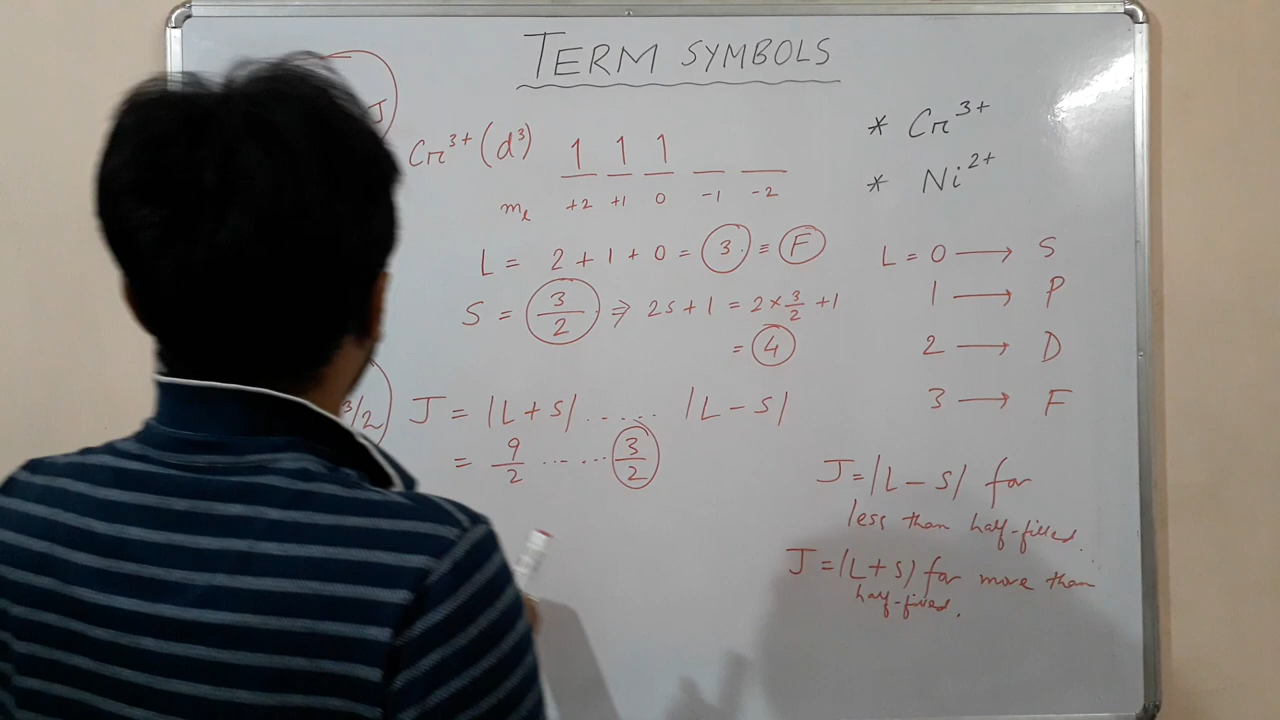 TERM SYMBOLS
J
Cr³⁺ (d³) 1 1 1
mℓ +2 +1 0 -1 -2
L = 2 + 1 + 0 = 3 ≡ F
S = 3/2 ⇒ 2s + 1 = 2 × 3/2 + 1
= 4
3/2
J = |L + S| ...... |L - S|
= 9/2 ...... 3/2
* Cr³⁺
* Ni²⁺
L = 0 → S
1 → P
2 → D
3 → F
J = |L - S| for
less than half-filled.
J = |L + S| for more than
half-filled.